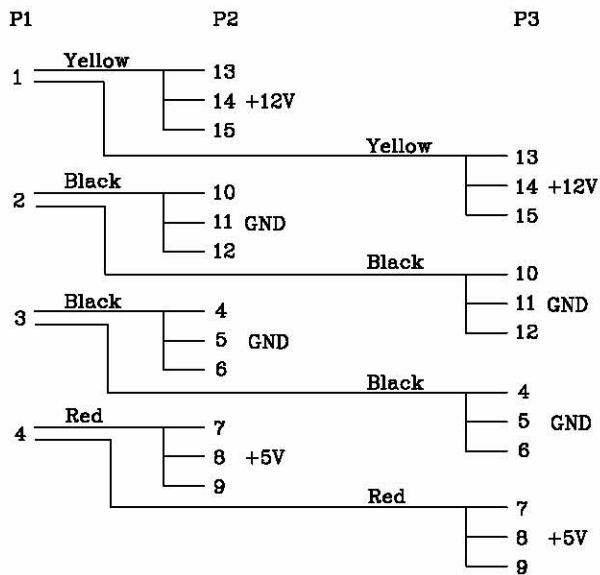 P1 P2 P3
Yellow 13
1 14 +12V
15
Yellow 13
14 +12V
15
Black 10
2 11 GND
12
Black 10
11 GND
12
Black 4
3 5 GND
6
Black 4
5 GND
6
Red 7
4 8 +5V
9
Red 7
8 +5V
9